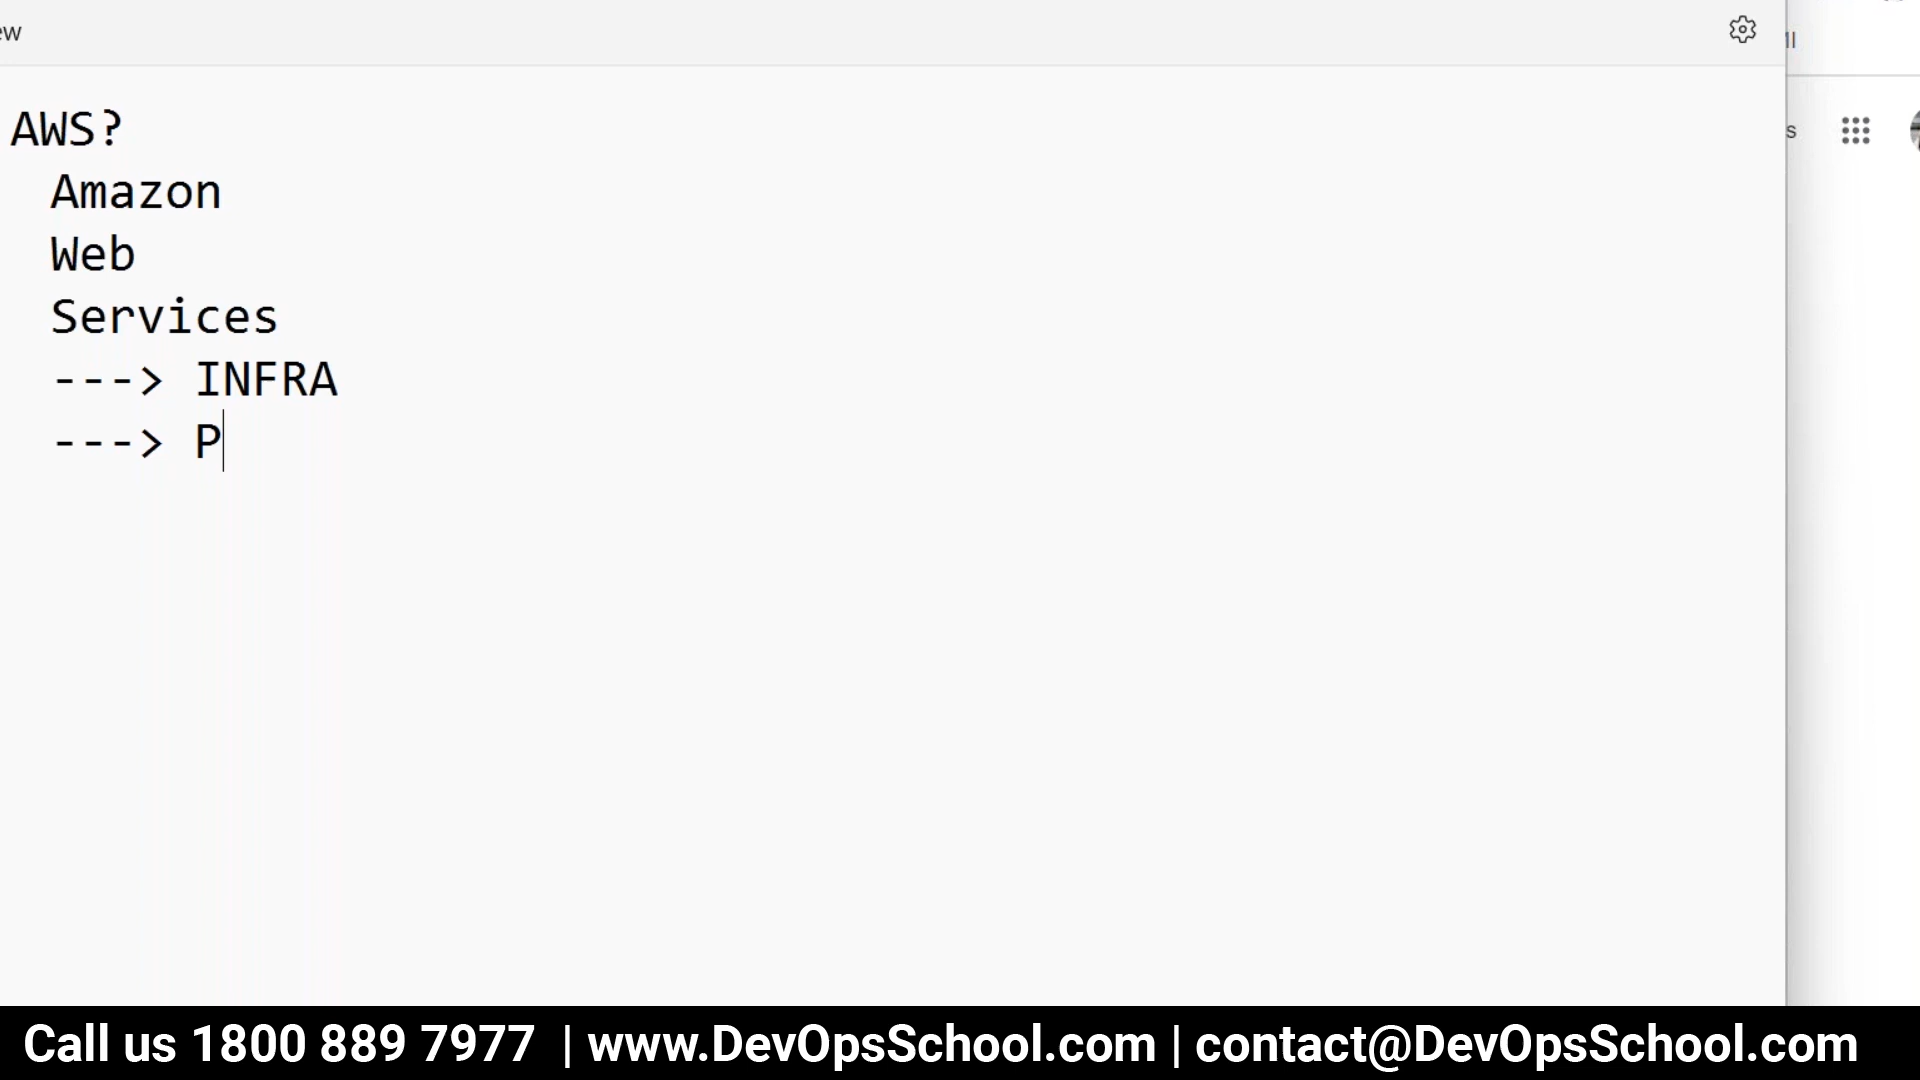 ew
AWS?
Amazon
Web
Services
---> INFRA
---> P
s
Call us 1800 889 7977 | www.DevOpsSchool.com | contact@DevOpsSchool.com